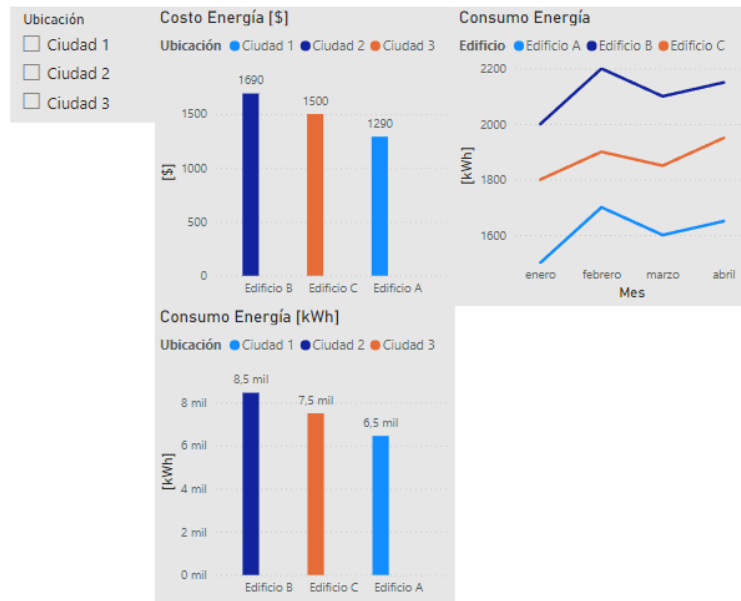 Ubicación
Ciudad 1
Ciudad 2
Ciudad 3
Costo Energía [$]
Ubicación Ciudad 1 Ciudad 2 Ciudad 3
1690
1500
1290
1500
1000
500
0
[$]
Edificio B Edificio C Edificio A
Consumo Energía
Edificio Edificio A Edificio B Edificio C
2200
2000
1800
1600
[kWh]
enero febrero marzo abril
Mes
Consumo Energía [kWh]
Ubicación Ciudad 1 Ciudad 2 Ciudad 3
8,5 mil
7,5 mil
6,5 mil
8 mil
6 mil
4 mil
2 mil
0 mil
[kWh]
Edificio B Edificio C Edificio A